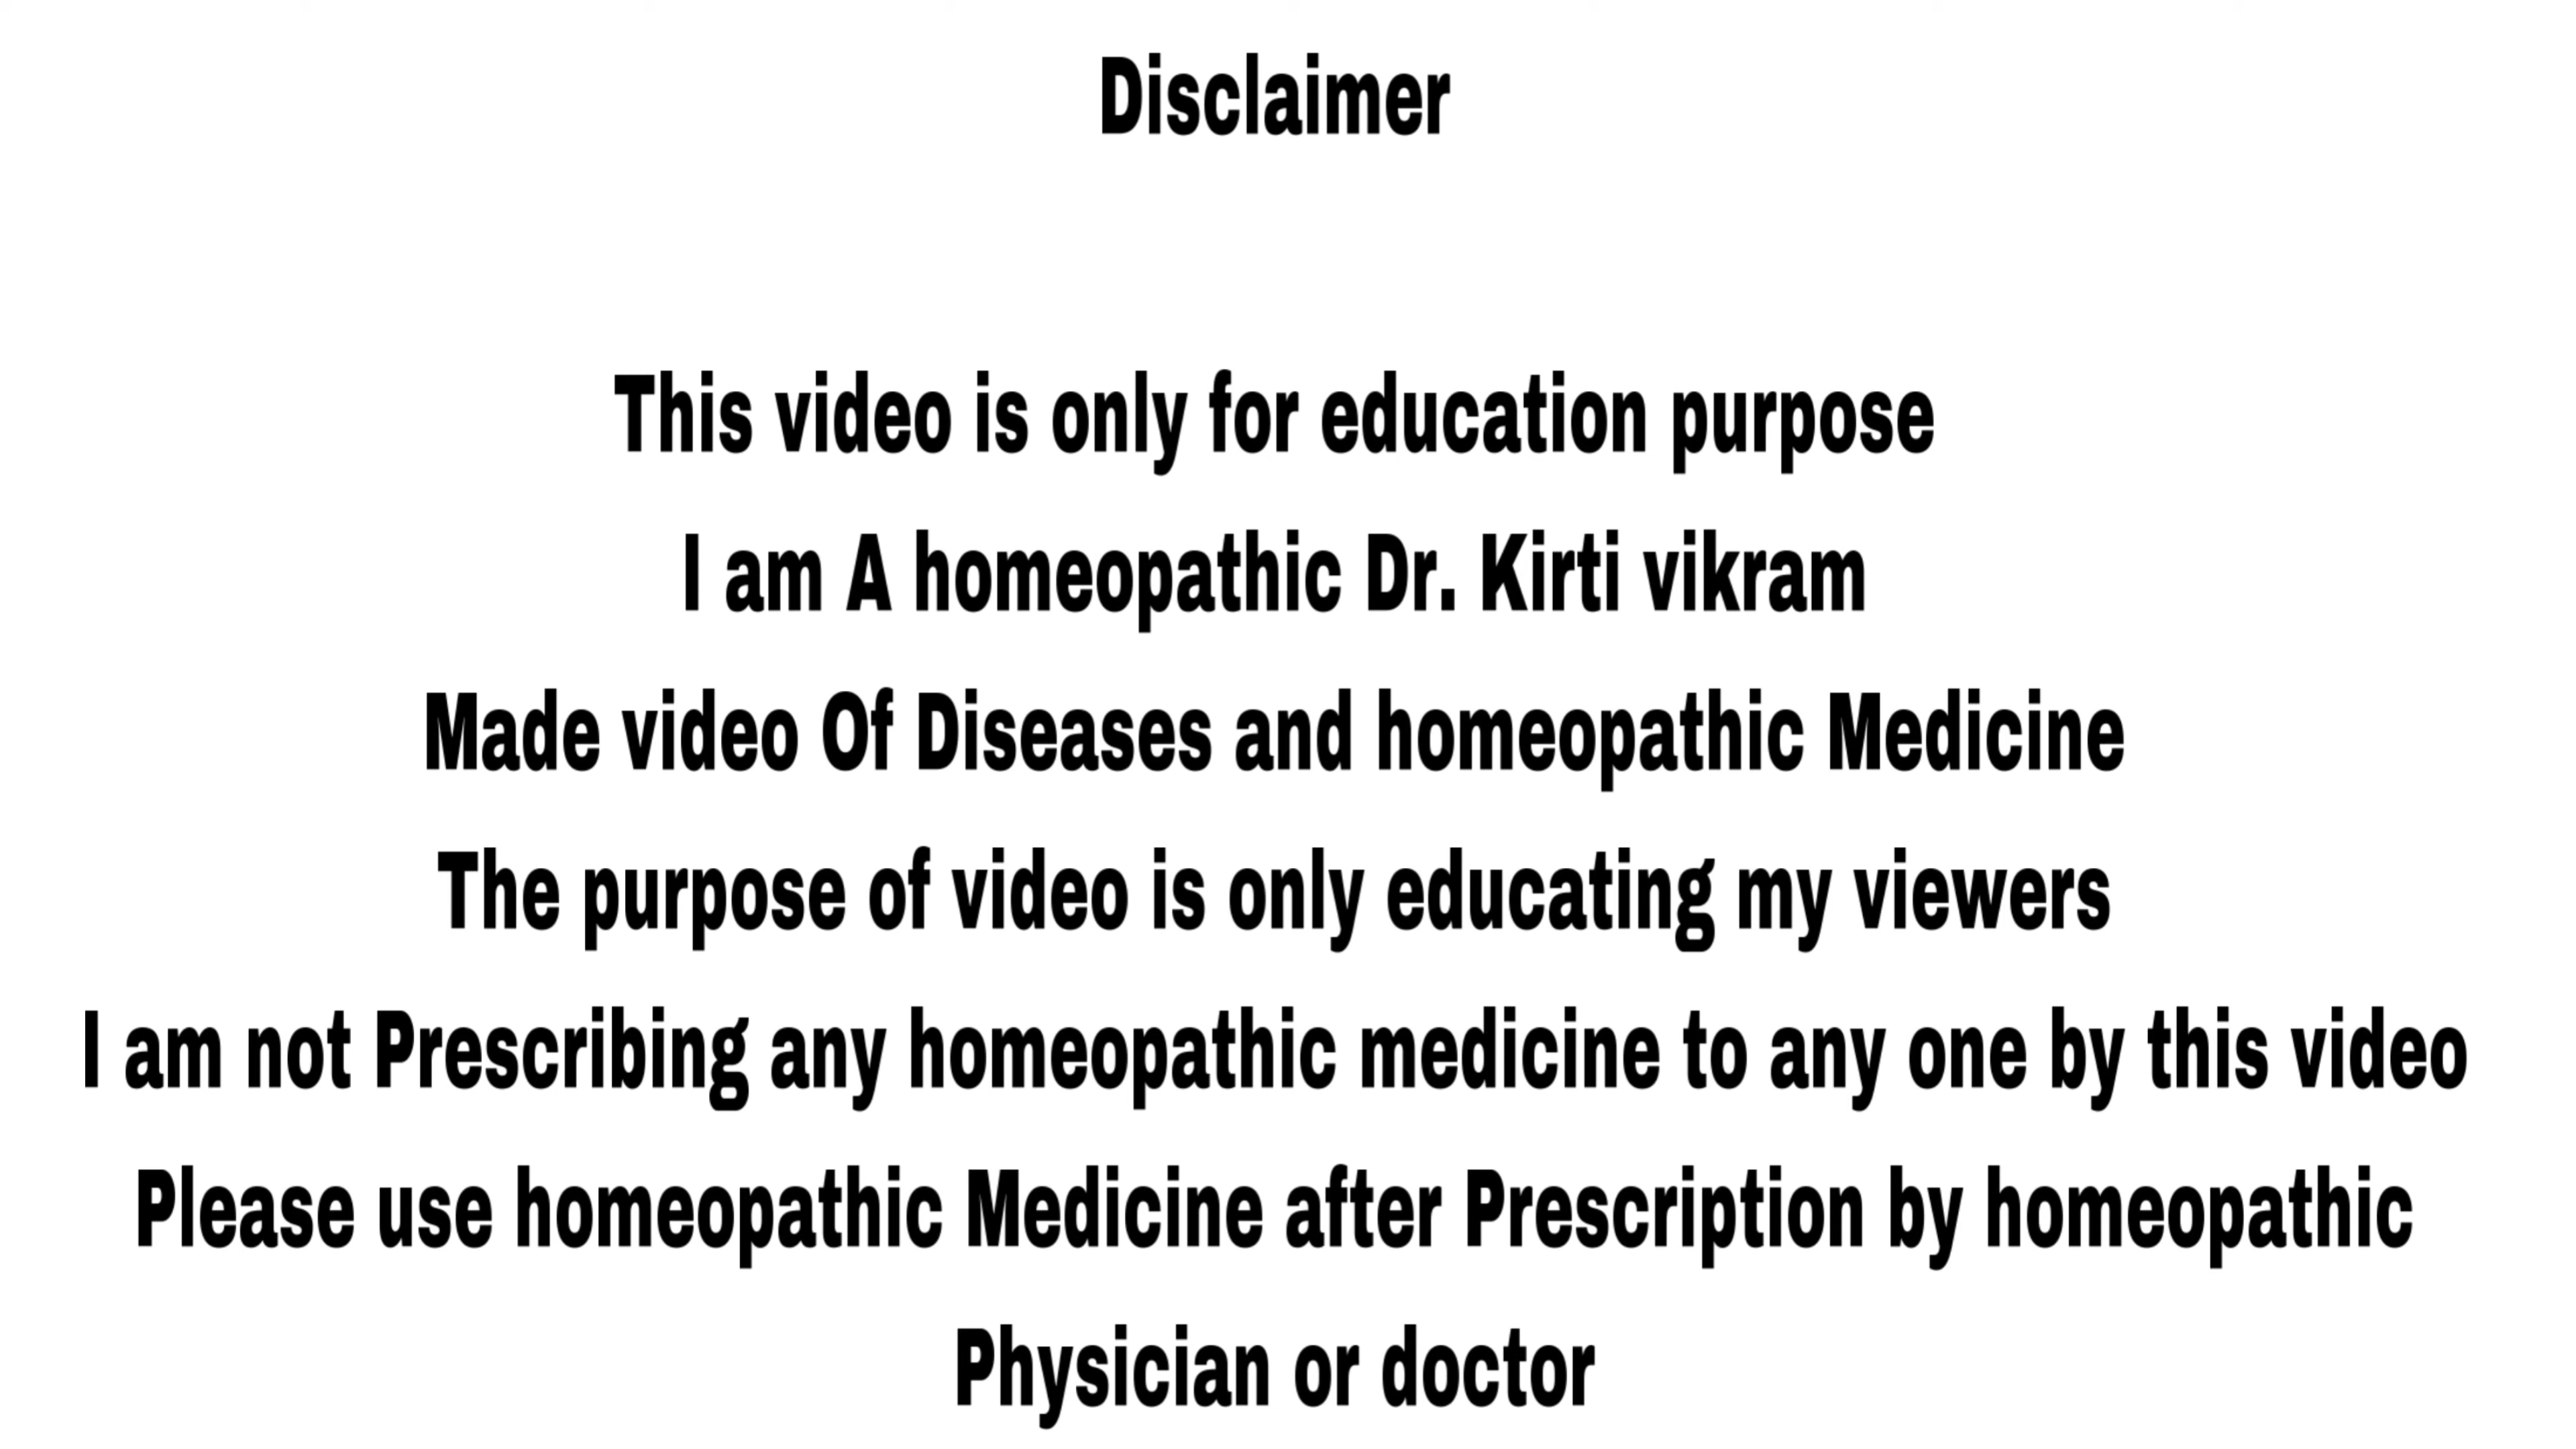 Disclaimer
This video is only for education purpose
I am A homeopathic Dr. Kirti vikram
Made video Of Diseases and homeopathic Medicine
The purpose of video is only educating my viewers
I am not Prescribing any homeopathic medicine to any one by this video
Please use homeopathic Medicine after Prescription by homeopathic
Physician or doctor